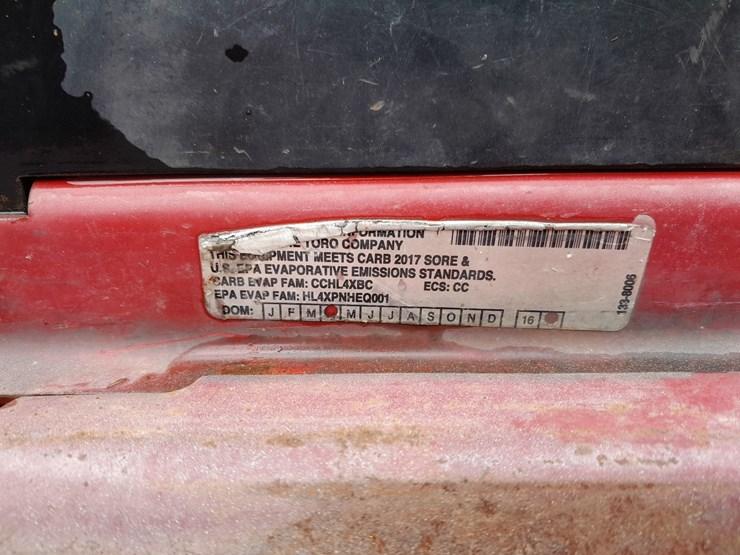 TORO COMPANY
THIS EQUIPMENT MEETS CARB 2017 SORE &
U.S. EPA EVAPORATIVE EMISSIONS STANDARDS.
CARB EVAP FAM: CCHL4XBC ECS: CC
EPA EVAP FAM: HL4XPNHEQ001
DOM: J F M M J J A S O N D 16
133-8006